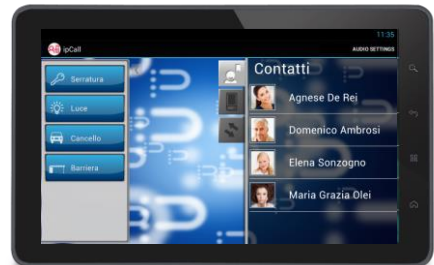 11:35
ipCall
AUDIO SETTINGS
Serratura
Luce
Cancello
Barriera
Contatti
Agnese De Rei
Domenico Ambrosi
Elena Sonzogno
Maria Grazia Olei